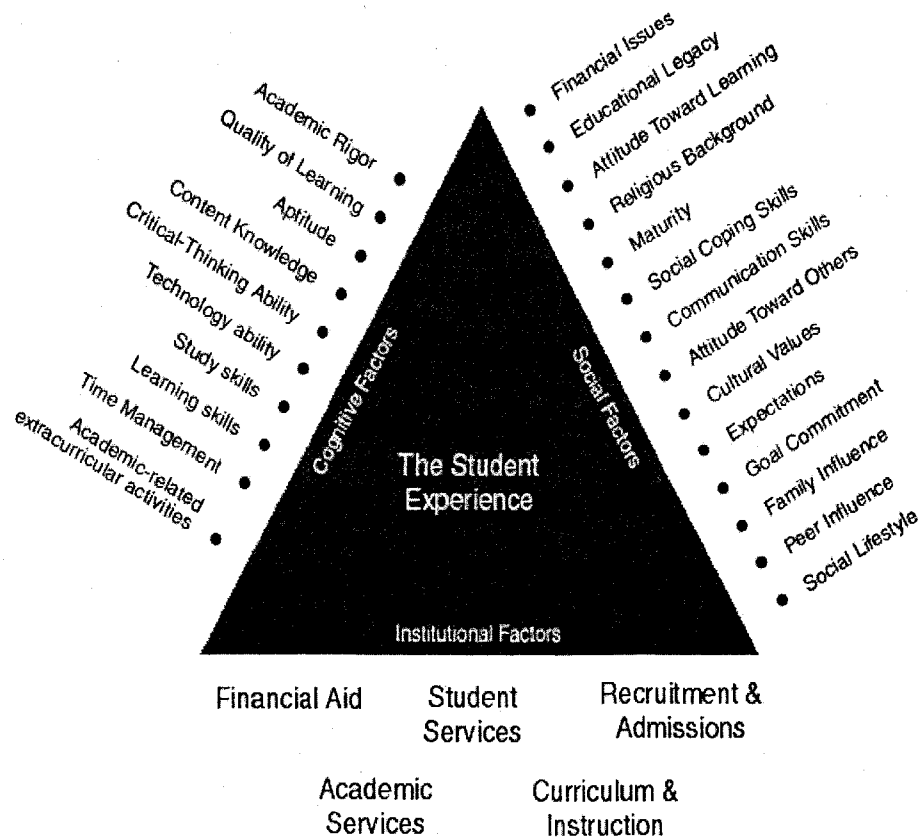 Academic Rigor
Quality of Learning
Aptitude
Content Knowledge
Critical-Thinking Ability
Technology ability
Study skills
Learning skills
Time Management
Academic-related
extracurricular activities
Cognitive Factors
Financial Issues
Educational Legacy
Attitude Toward Learning
Religious Background
Maturity
Social Coping Skills
Communication Skills
Attitude Toward Others
Cultural Values
Expectations
Goal Commitment
Family Influence
Peer Influence
Social Lifestyle
Social Factors
The Student
Experience
Institutional Factors
Financial Aid
Student
Services
Recruitment &
Admissions
Academic
Services
Curriculum &
Instruction